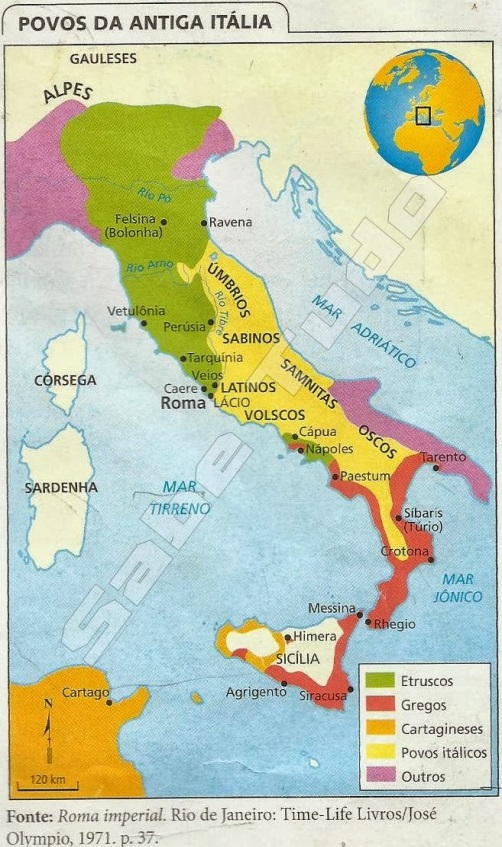 POVOS DA ANTIGA ITÁLIA
GAULESES
ALPES
Rio Pó
Felsina
(Bolonha)
Ravena
Rio Arno
ÚMBRIOS
Rio Tibre
MAR
ADRIÁTICO
Vetulônia
Perúsia
SABINOS
Tarquínia
SAMNITAS
CÓRSEGA
Veios
Caere
LATINOS
Roma
LÁCIO
VOLSCOS
OSCOS
Cápua
Nápoles
Tarento
Paestum
SARDENHA
MAR
TIRRENO
Síbaris
(Túrio)
Crotona
MAR
JÔNICO
Messina
Rhegio
Himera
SICÍLIA
Cartago
Agrigento
Siracusa
N
120 km
Etruscos
Gregos
Cartagineses
Povos itálicos
Outros
Sabe Tudo
Fonte: Roma imperial. Rio de Janeiro: Time-Life Livros/José
Olympio, 1971. p. 37.